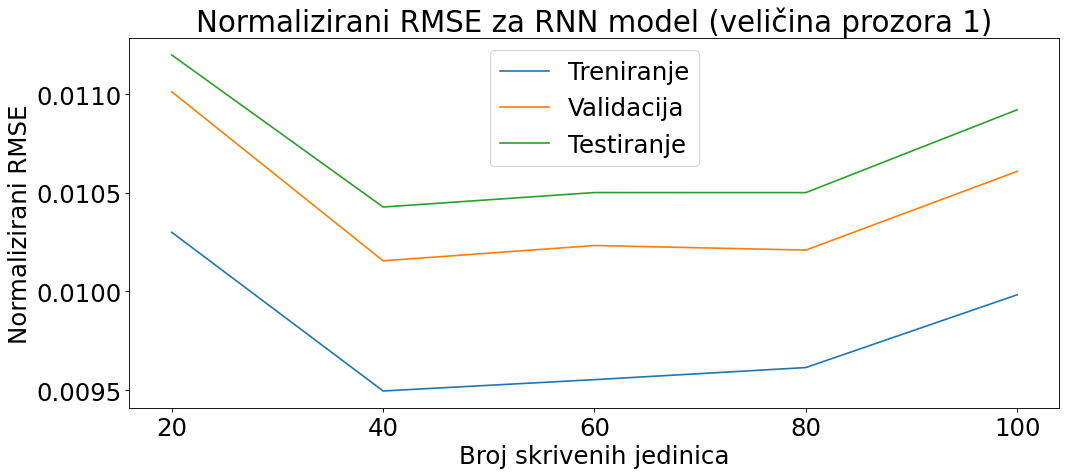 Normalizirani RMSE za RNN model (veličina prozora 1)
Treniranje
Validacija
Testiranje
Normalizirani RMSE
0.0110
0.0105
0.0100
0.0095
20 40 60 80 100
Broj skrivenih jedinica